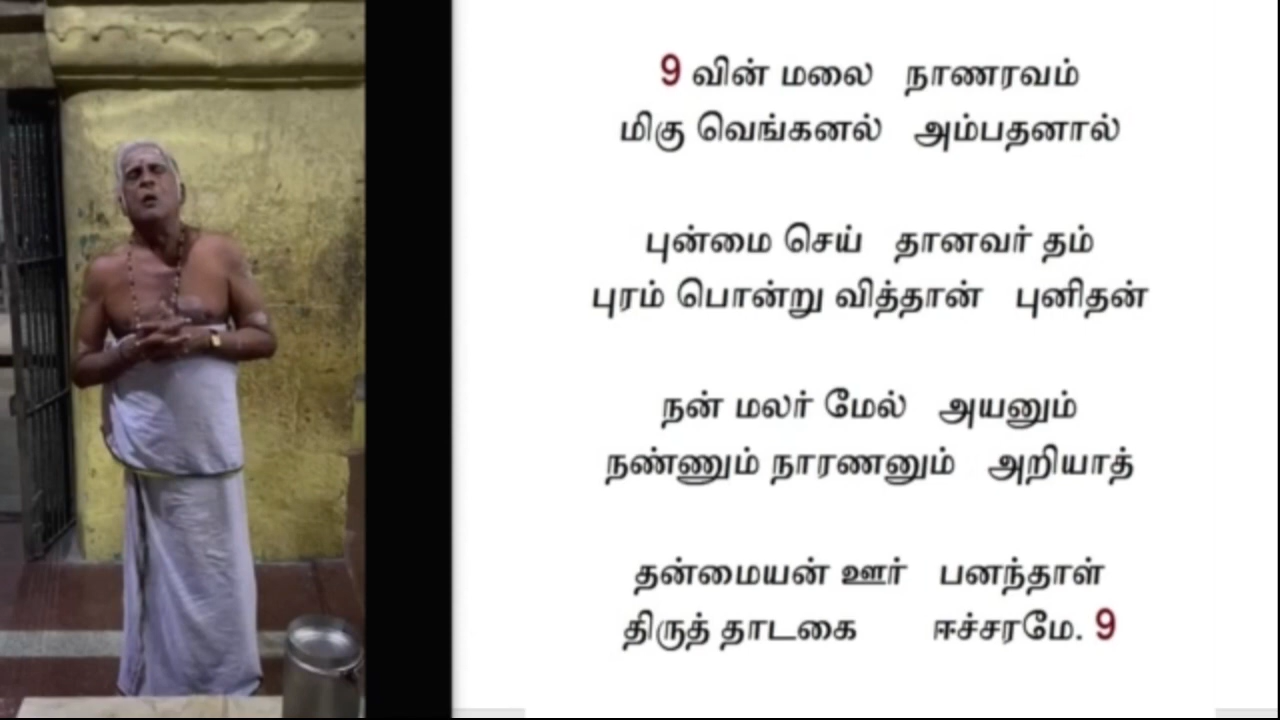 9 வின் மலை நாணரவம்
மிகு வெங்கனல் அம்பதனால்
புன்மை செய் தானவர் தம்
புரம் பொன்று வித்தான் புனிதன்
நன் மலர் மேல் அயனும்
நண்ணும் நாரணனும் அறியாத்
தன்மையன் ஊர் பனந்தாள்
திருத் தாடகை ஈச்சரமே. 9